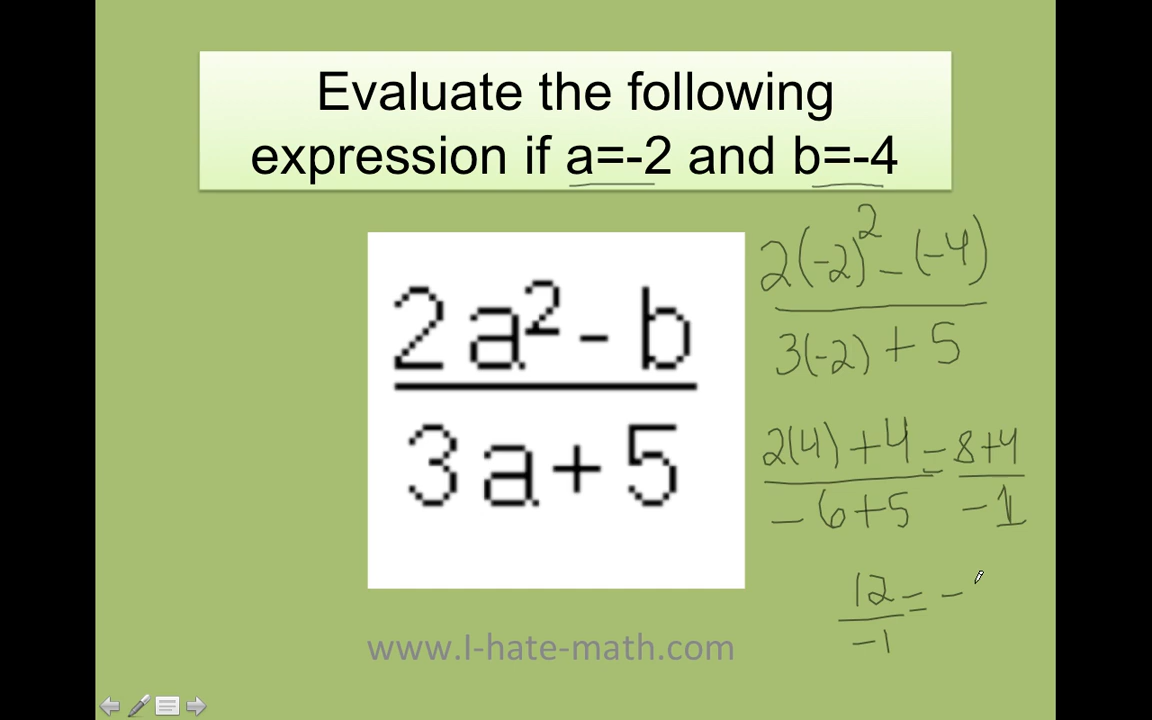 Evaluate the following
expression if a=-2 and b=-4
2a² - b
3a+5
2(-2)² - (-4)
3(-2) + 5
2(4) + 4 = 8+4
-6+5 -1
12 = -
-1
www.I-hate-math.com